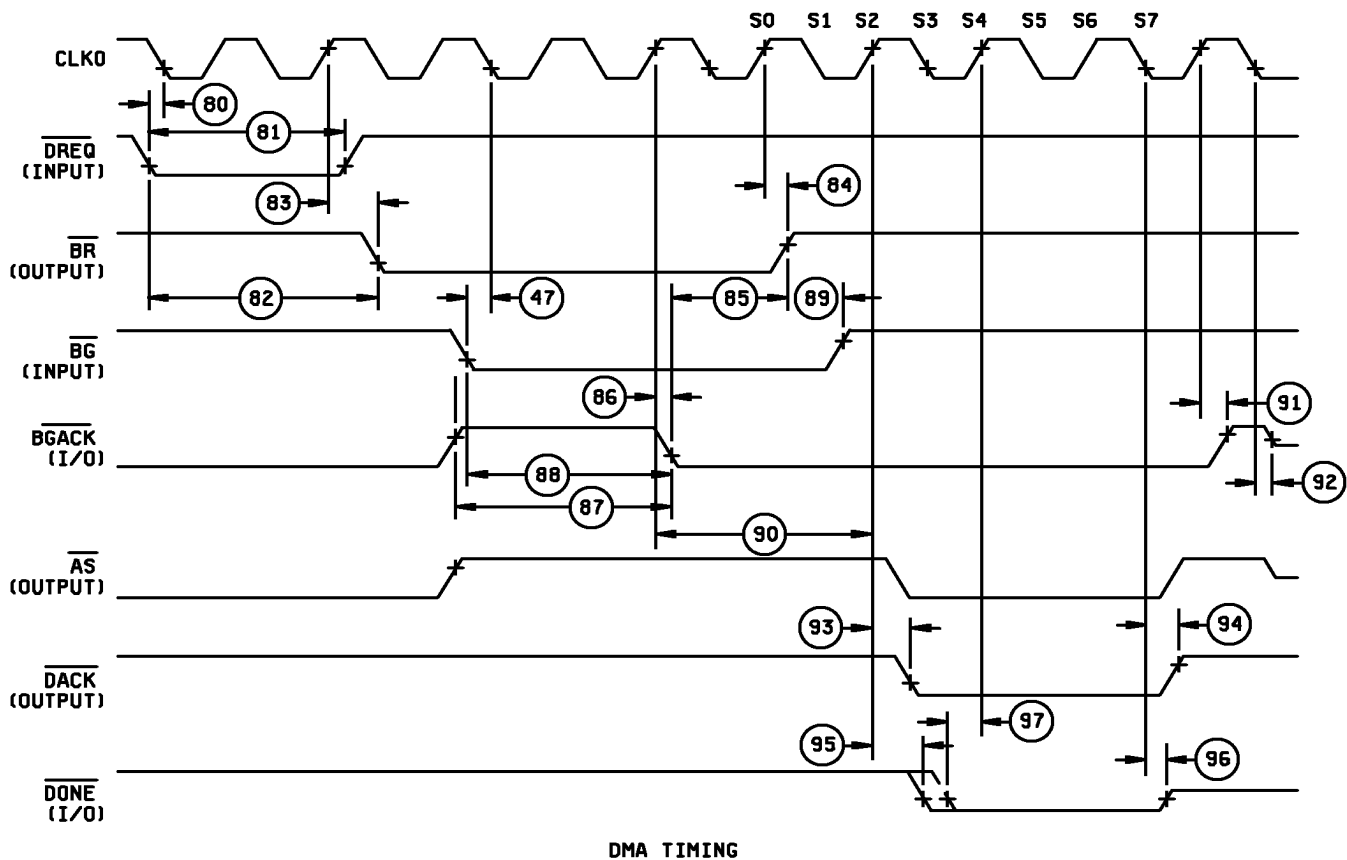 S0 S1 S2 S3 S4 S5 S6 S7
CLKO
80
81
DREQ
(INPUT)
83
84
BR
(OUTPUT)
82
47
85
89
BG
(INPUT)
86
91
BGACK
(I/O)
88
92
87
90
AS
(OUTPUT)
93
94
DACK
(OUTPUT)
97
95
96
DONE
(I/O)
DMA TIMING